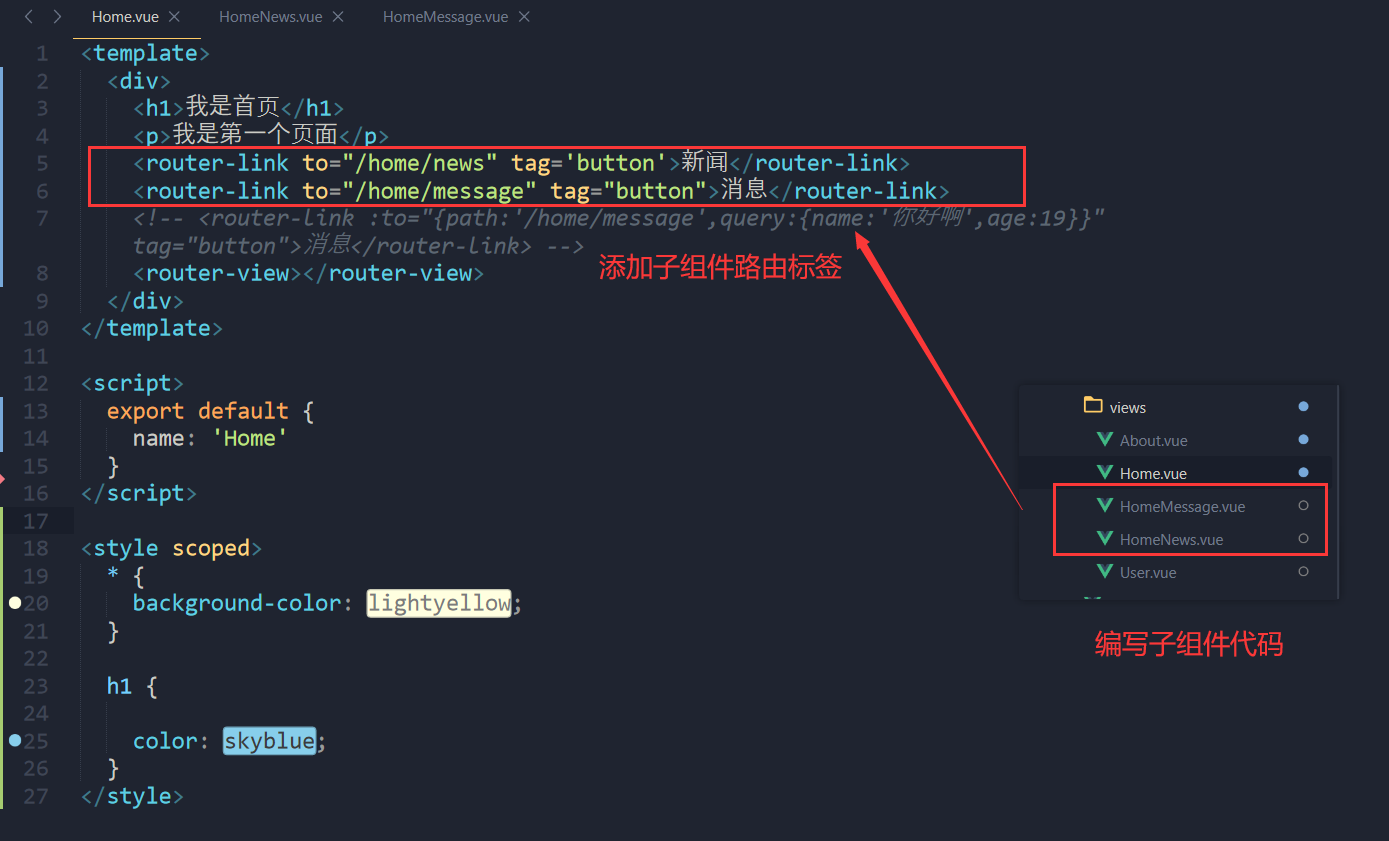 Home.vue HomeNews.vue HomeMessage.vue
1 <template>
2 <div>
3 <h1>我是首页</h1>
4 <p>我是第一个页面</p>
5 <router-link to="/home/news" tag='button'>新闻</router-link>
6 <router-link to="/home/message" tag="button">消息</router-link>
7 <!-- <router-link :to="{path:'/home/message',query:{name:'你好啊',age:19}}"
tag="button">消息</router-link> -->
添加子组件路由标签
8 <router-view></router-view>
9 </div>
10 </template>
11
12 <script>
13 export default {
14 name: 'Home'
15 }
16 </script>
17
18 <style scoped>
19 * {
20 background-color: lightyellow;
21 }
22
23 h1 {
24
25 color: skyblue;
26 }
27 </style>
views
About.vue
Home.vue
HomeMessage.vue
HomeNews.vue
User.vue
编写子组件代码